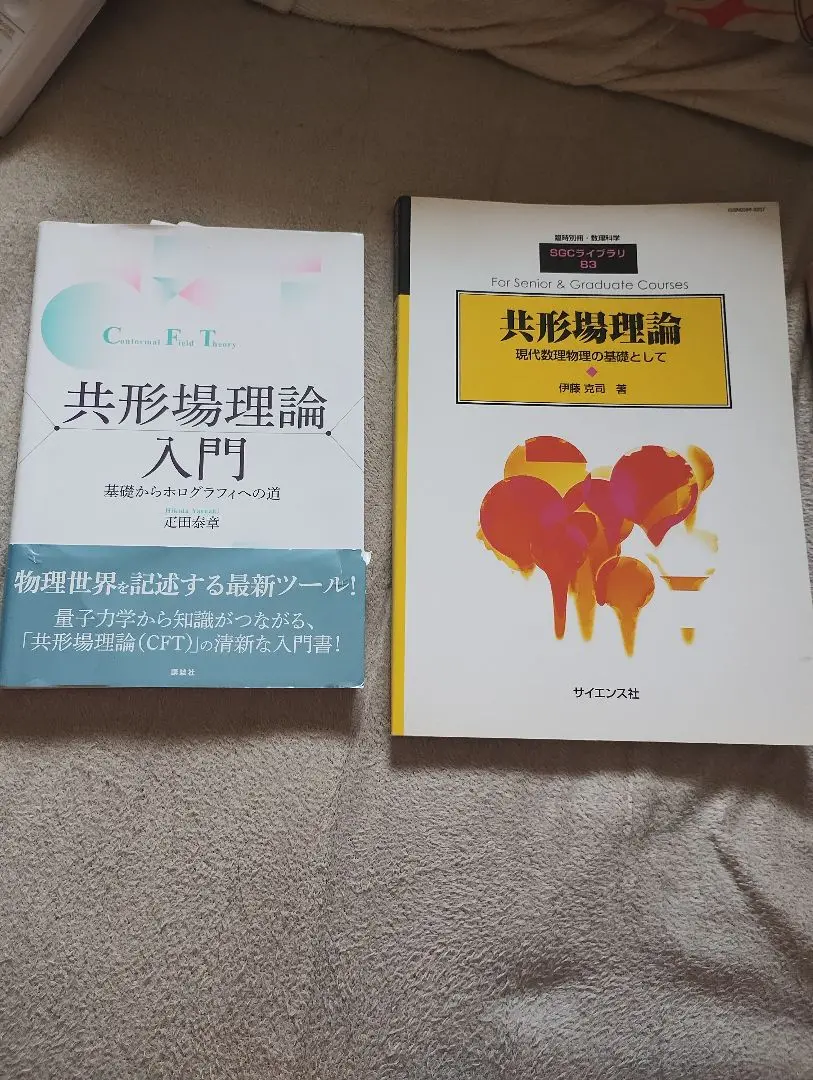 Conformal Field Theory
共形場理論
入門
基礎からホログラフィへの道
Hikida Yasuaki
疋田泰章
物理世界を記述する最新ツール!
量子力学から知識がつながる、
「共形場理論(CFT)」の清新な入門書!
講談社
臨時別冊・数理科学
SGCライブラリ
83
For Senior & Graduate Courses
共形場理論
現代数理物理の基礎として
伊藤 克司 著
サイエンス社